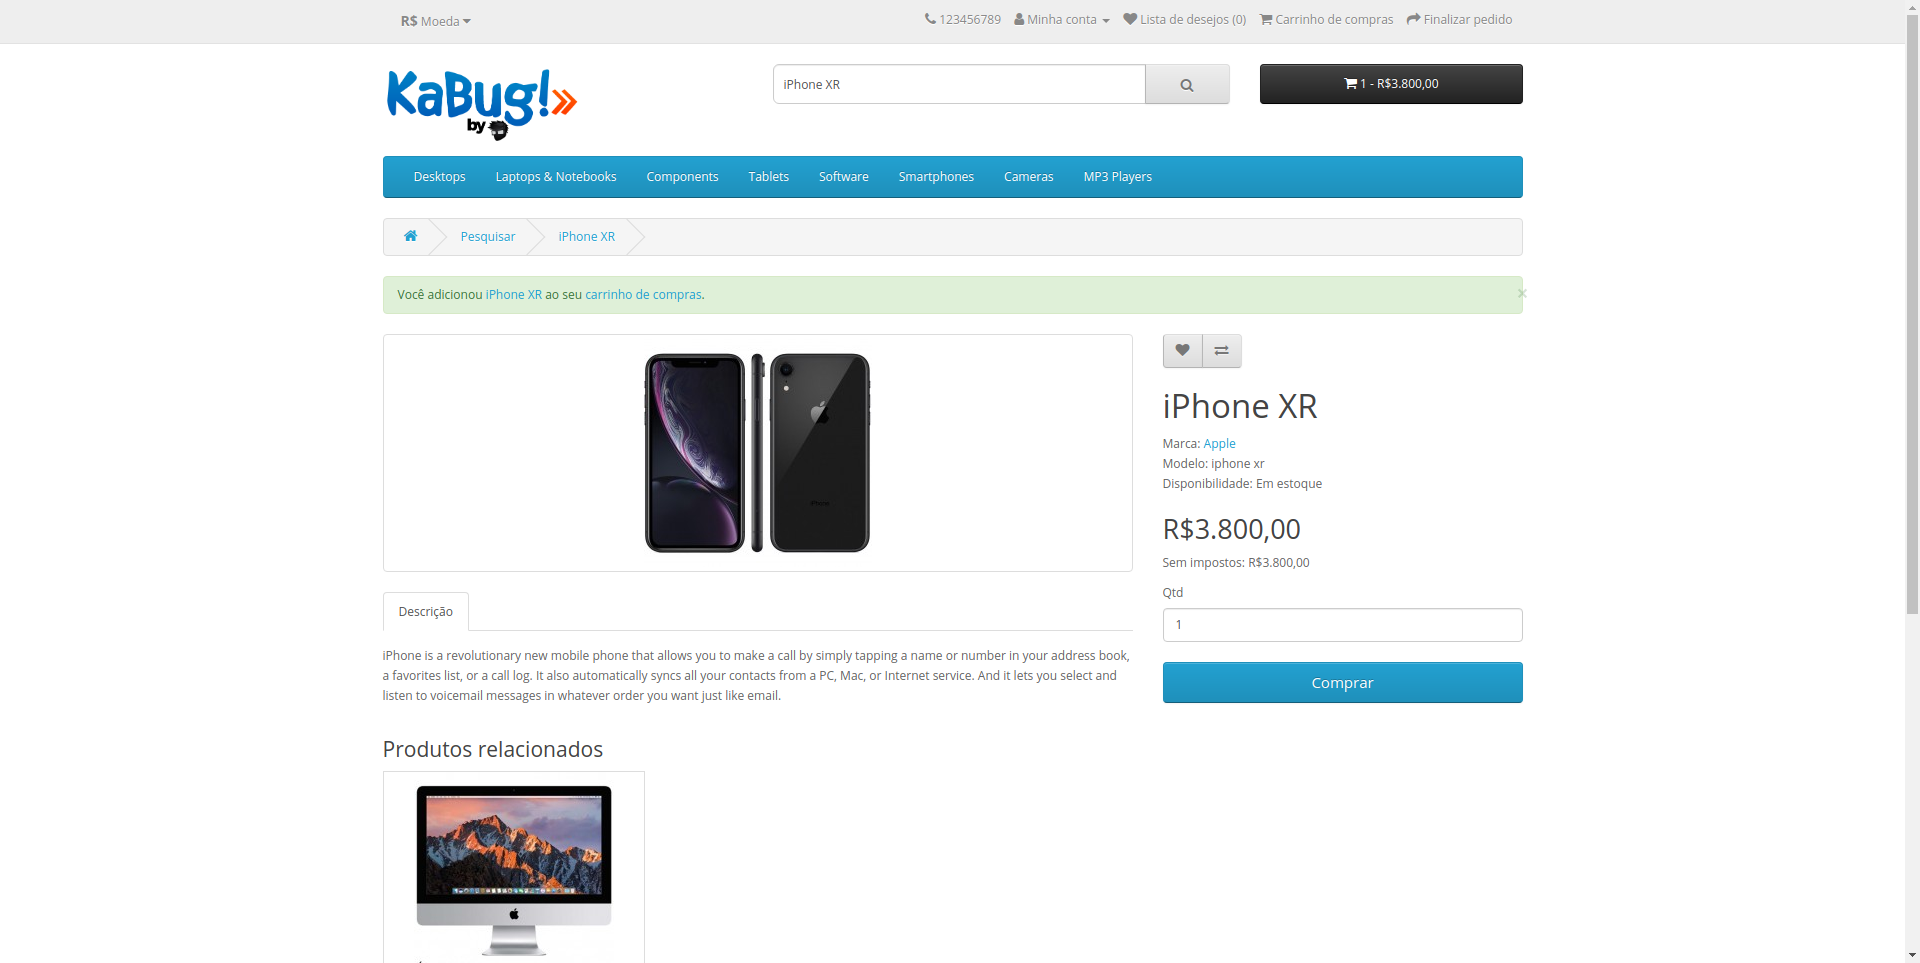 R$ Moeda
123456789
Minha conta
Lista de desejos (0)
Carrinho de compras
Finalizar pedido
KaBug!
by
iPhone XR
1 - R$3.800,00
Desktops
Laptops & Notebooks
Components
Tablets
Software
Smartphones
Cameras
MP3 Players
Pesquisar
iPhone XR
Você adicionou iPhone XR ao seu carrinho de compras.
×
iPhone XR
Marca: Apple
Modelo: iphone xr
Disponibilidade: Em estoque
R$3.800,00
Sem impostos: R$3.800,00
Qtd
1
Comprar
iPhone
Descrição
iPhone is a revolutionary new mobile phone that allows you to make a call by simply tapping a name or number in your address book,
a favorites list, or a call log. It also automatically syncs all your contacts from a PC, Mac, or Internet service. And it lets you select and
listen to voicemail messages in whatever order you want just like email.
Produtos relacionados